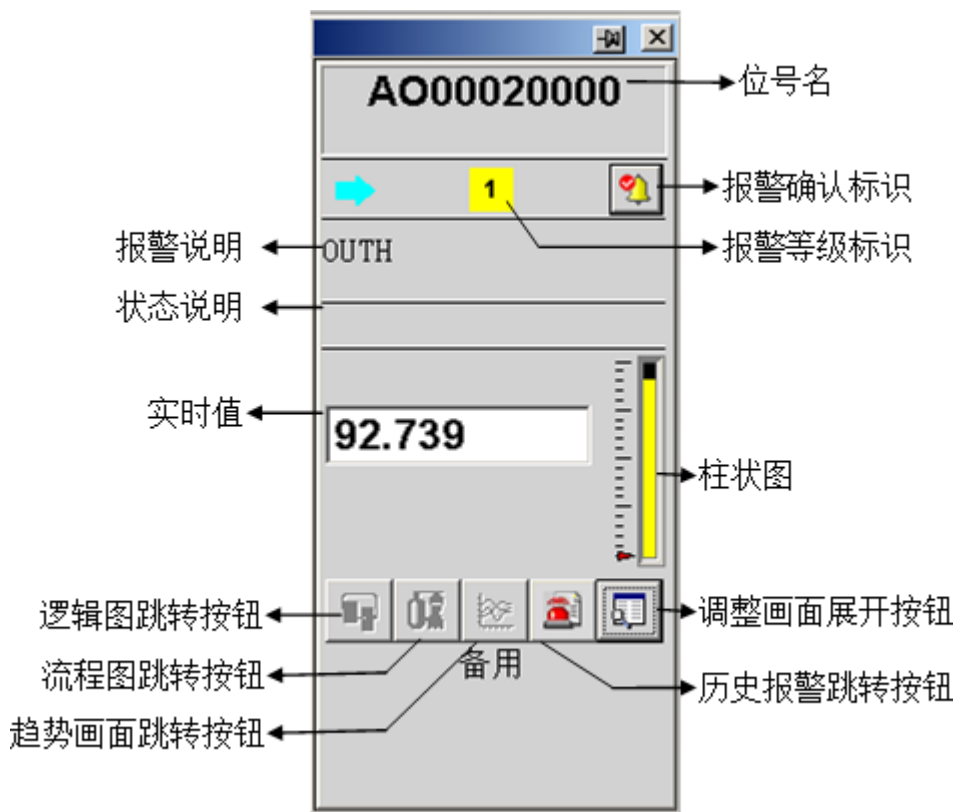 AO00020000
位号名
1
报警确认标识
报警说明
OUTH
报警等级标识
状态说明
实时值
92.739
柱状图
逻辑图跳转按钮
调整画面展开按钮
流程图跳转按钮
备用
历史报警跳转按钮
趋势画面跳转按钮